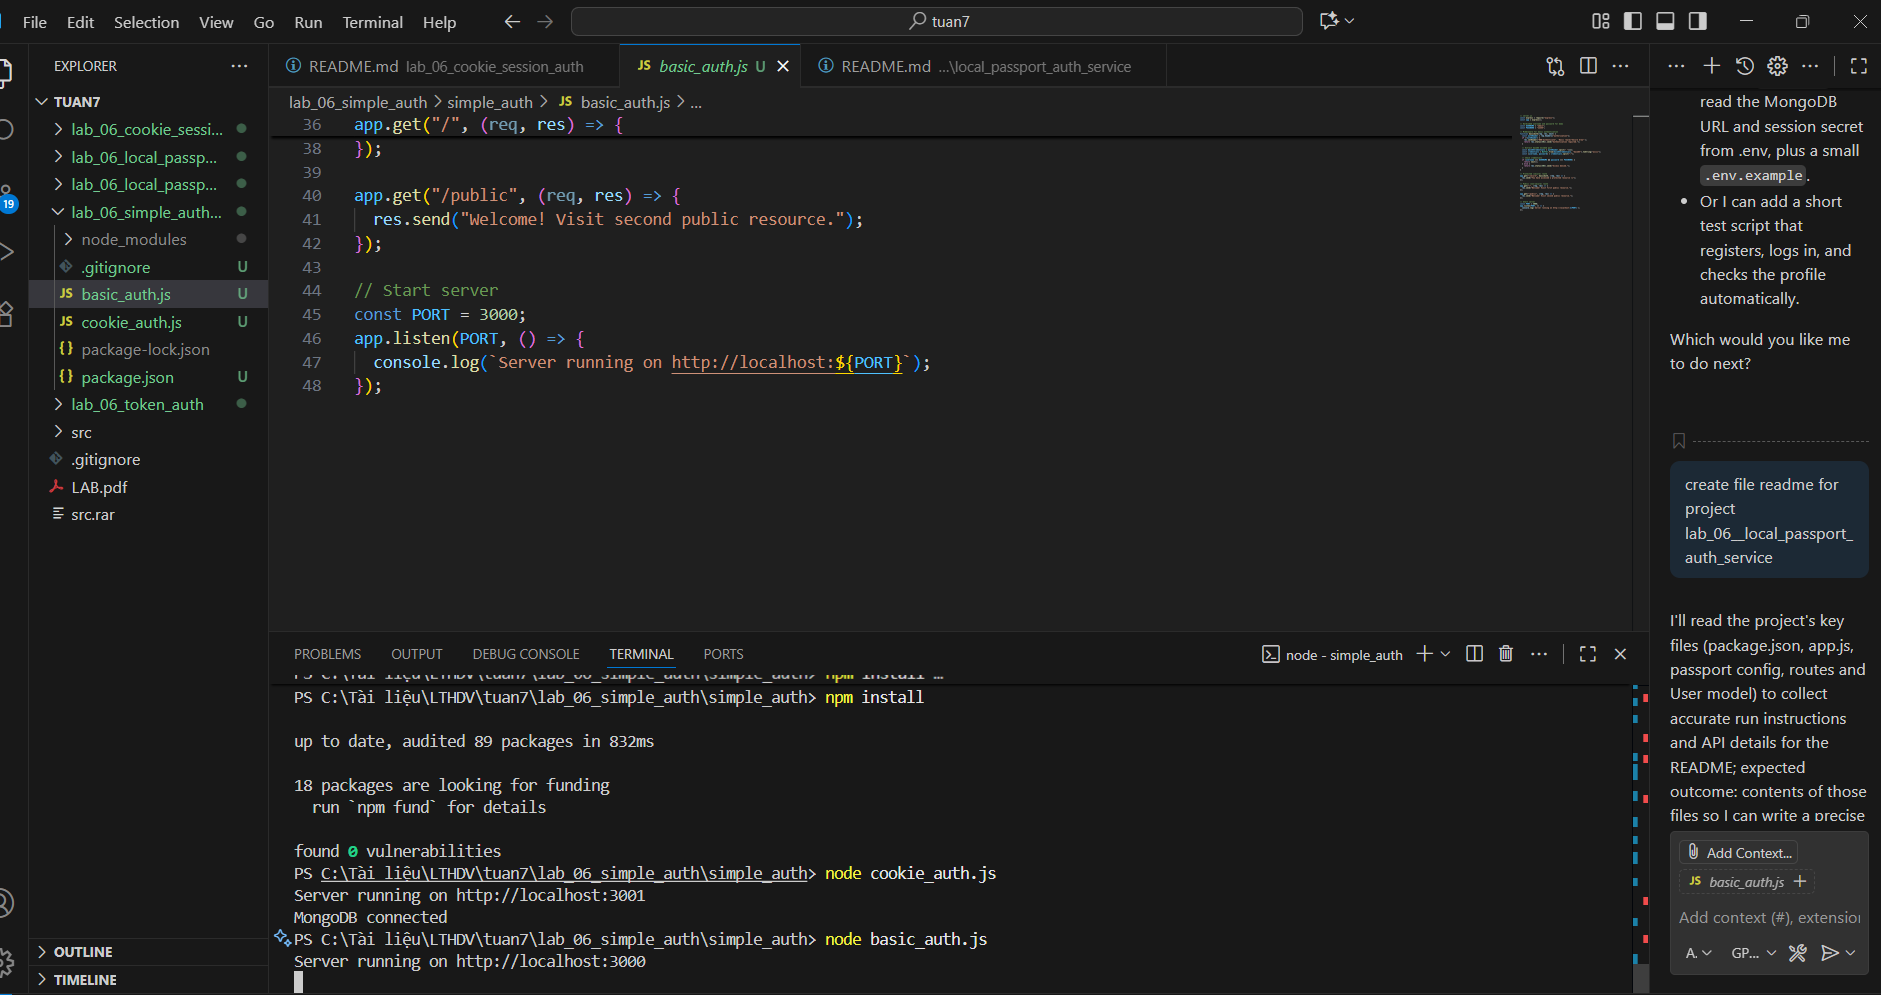 File Edit Selection View Go Run Terminal Help
tuan7
EXPLORER
TUAN7
lab_06_cookie_sessi...
lab_06_local_passp...
lab_06_local_passp...
lab_06_simple_auth...
node_modules
.gitignore U
JS basic_auth.js U
JS cookie_auth.js U
{} package-lock.json
{} package.json U
lab_06_token_auth
src
.gitignore
LAB.pdf
src.rar
OUTLINE
TIMELINE
19
README.md lab_06_cookie_session_auth
JS basic_auth.js U
README.md ...\local_passport_auth_service
lab_06_simple_auth > simple_auth > JS basic_auth.js > ...
36 app.get("/", (req, res) => {
38 });
39
40 app.get("/public", (req, res) => {
41 res.send("Welcome! Visit second public resource.");
42 });
43
44 // Start server
45 const PORT = 3000;
46 app.listen(PORT, () => {
47 console.log(`Server running on http://localhost:${PORT}`);
48 });
PROBLEMS OUTPUT DEBUG CONSOLE TERMINAL PORTS
node - simple_auth
PS C:\Tài liệu\LTHDV\tuan7\lab_06_simple_auth\simple_auth> npm install
up to date, audited 89 packages in 832ms
18 packages are looking for funding
run `npm fund` for details
found 0 vulnerabilities
PS C:\Tài liệu\LTHDV\tuan7\lab_06_simple_auth\simple_auth> node cookie_auth.js
Server running on http://localhost:3001
MongoDB connected
PS C:\Tài liệu\LTHDV\tuan7\lab_06_simple_auth\simple_auth> node basic_auth.js
Server running on http://localhost:3000
read the MongoDB
URL and session secret
from .env, plus a small
.env.example.
• Or I can add a short
test script that
registers, logs in, and
checks the profile
automatically.
Which would you like me
to do next?
create file readme for
project
lab_06__local_passport_
auth_service
I'll read the project's key
files (package.json, app.js,
passport config, routes and
User model) to collect
accurate run instructions
and API details for the
README; expected
outcome: contents of those
files so I can write a precise
Add Context...
JS basic_auth.js +
Add context (#), extensio
A. GP...